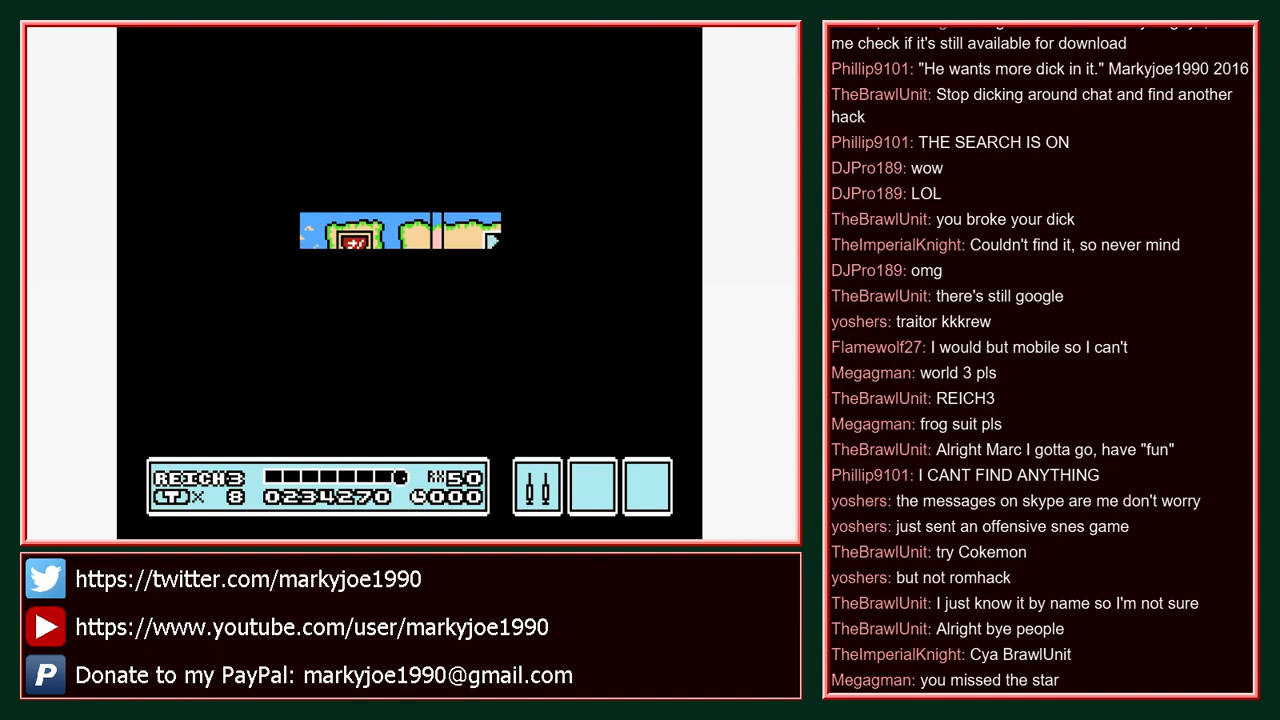 REICH3
50
(T)× 8 0234270 000
https://twitter.com/markyjoe1990
https://www.youtube.com/user/markyjoe1990
Donate to my PayPal: markyjoe1990@gmail.com
me check if it's still available for download
Phillip9101: "He wants more dick in it." Markyjoe1990 2016
TheBrawlUnit: Stop dicking around chat and find another
hack
Phillip9101: THE SEARCH IS ON
DJPro189: wow
DJPro189: LOL
TheBrawlUnit: you broke your dick
TheImperialKnight: Couldn't find it, so never mind
DJPro189: omg
TheBrawlUnit: there's still google
yoshers: traitor kkkrew
Flamewolf27: I would but mobile so I can't
Megagman: world 3 pls
TheBrawlUnit: REICH3
Megagman: frog suit pls
TheBrawlUnit: Alright Marc I gotta go, have "fun"
Phillip9101: I CANT FIND ANYTHING
yoshers: the messages on skype are me don't worry
yoshers: just sent an offensive snes game
TheBrawlUnit: try Cokemon
yoshers: but not romhack
TheBrawlUnit: I just know it by name so I'm not sure
TheBrawlUnit: Alright bye people
TheImperialKnight: Cya BrawlUnit
Megagman: you missed the star